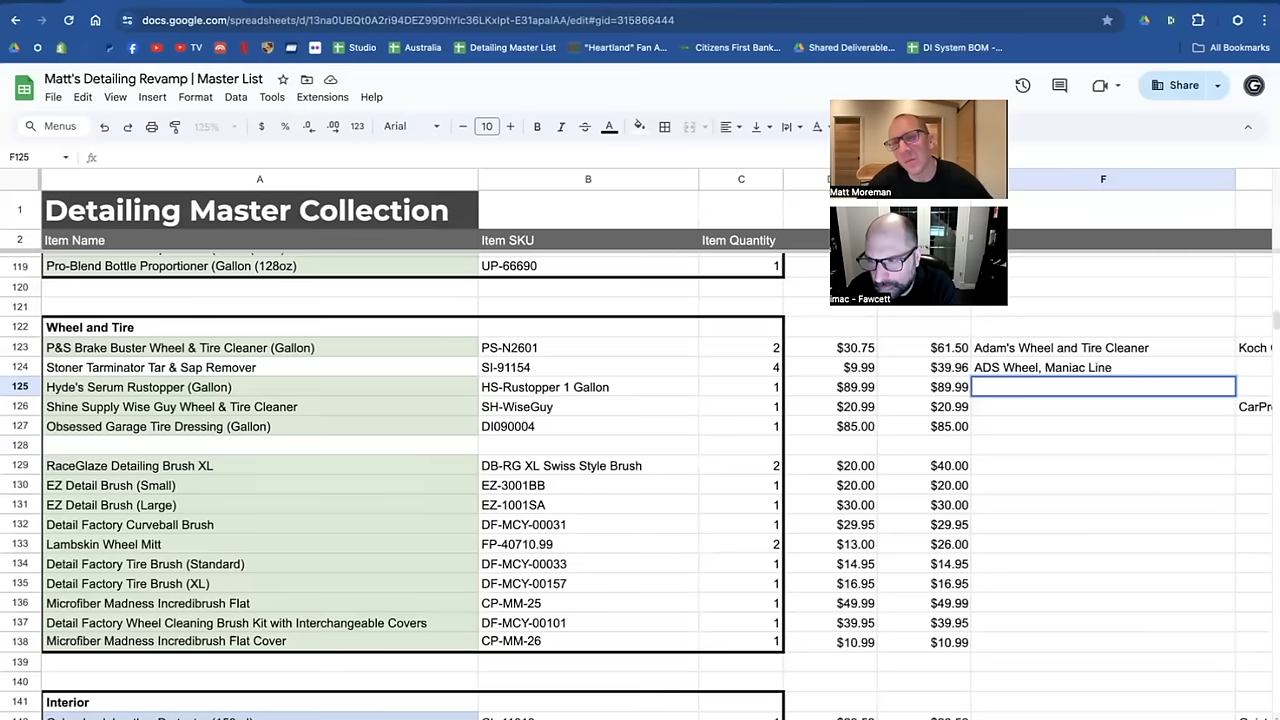 docs.google.com/spreadsheets/d/13na0UBQt0A2ri94DEZ99DhYlc36LKxlpt-E31apalAA/edit#gid=315866444
TV
Studio
Australia
Detailing Master List
"Heartland" Fan A...
Citizens First Bank...
Shared Deliverable...
DI System BOM -...
All Bookmarks
Matt's Detailing Revamp | Master List
File Edit View Insert Format Data Tools Extensions Help
Share
Menus
125%
$ % .0 .00 123 Arial 10 B I A
F125 fx
A B C F
1 Detailing Master Collection
2 Item Name Item SKU Item Quantity
119 Pro-Blend Bottle Proportioner (Gallon (128oz) UP-66690 1
120
121
122 Wheel and Tire
123 P&S Brake Buster Wheel & Tire Cleaner (Gallon) PS-N2601 2 $30.75 $61.50 Adam's Wheel and Tire Cleaner Koch
124 Stoner Tarminator Tar & Sap Remover SI-91154 4 $9.99 $39.96 ADS Wheel, Maniac Line
125 Hyde's Serum Rustopper (Gallon) HS-Rustopper 1 Gallon 1 $89.99 $89.99
126 Shine Supply Wise Guy Wheel & Tire Cleaner SH-WiseGuy 1 $20.99 $20.99 CarPr
127 Obsessed Garage Tire Dressing (Gallon) DI090004 1 $85.00 $85.00
128
129 RaceGlaze Detailing Brush XL DB-RG XL Swiss Style Brush 2 $20.00 $40.00
130 EZ Detail Brush (Small) EZ-3001BB 1 $20.00 $20.00
131 EZ Detail Brush (Large) EZ-1001SA 1 $30.00 $30.00
132 Detail Factory Curveball Brush DF-MCY-00031 1 $29.95 $29.95
133 Lambskin Wheel Mitt FP-40710.99 2 $13.00 $26.00
134 Detail Factory Tire Brush (Standard) DF-MCY-00033 1 $14.95 $14.95
135 Detail Factory Tire Brush (XL) DF-MCY-00157 1 $16.95 $16.95
136 Microfiber Madness Incredibrush Flat CP-MM-25 1 $49.99 $49.99
137 Detail Factory Wheel Cleaning Brush Kit with Interchangeable Covers DF-MCY-00101 1 $39.95 $39.95
138 Microfiber Madness Incredibrush Flat Cover CP-MM-26 1 $10.99 $10.99
139
140
141 Interior
Matt Moreman
imac - Fawcett